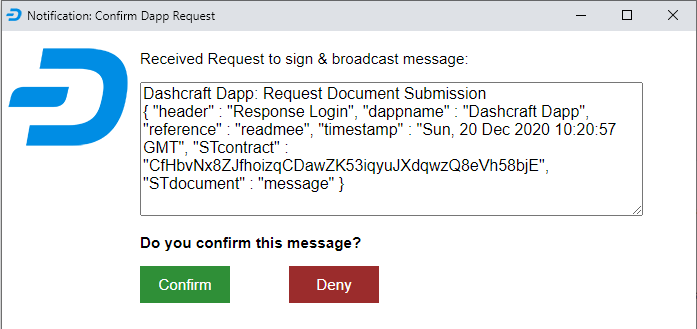 Notification: Confirm Dapp Request
Received Request to sign & broadcast message:
Dashcraft Dapp: Request Document Submission
{ "header" : "Response Login", "dappname" : "Dashcraft Dapp",
"reference" : "readmee", "timestamp" : "Sun, 20 Dec 2020 10:20:57
GMT", "STcontract" :
"CfHbvNx8ZJfhoizqCDawZK53iqyuJXdqwzQ8eVh58bjE",
"STdocument" : "message" }
Do you confirm this message?
Confirm
Deny